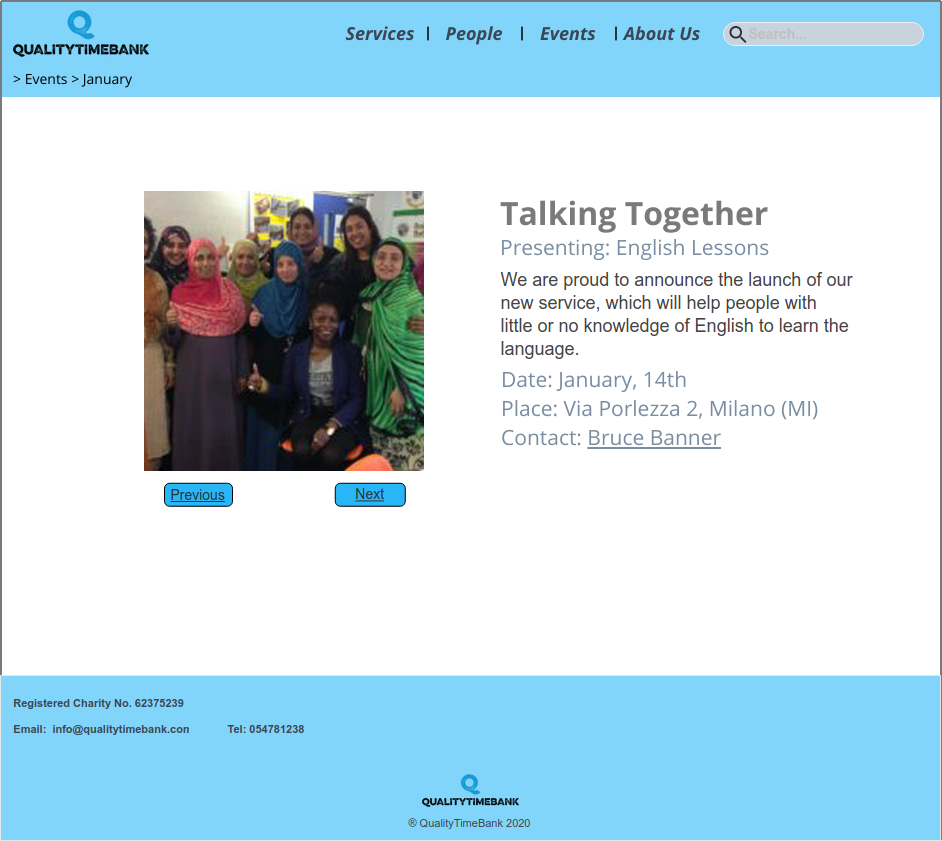 QUALITYTIMEBANK
Services | People | Events | About Us
Search...
> Events > January
Talking Together
Presenting: English Lessons
We are proud to announce the launch of our
new service, which will help people with
little or no knowledge of English to learn the
language.
Date: January, 14th
Place: Via Porlezza 2, Milano (MI)
Contact: Bruce Banner
Previous
Next
Registered Charity No. 62375239
Email: info@qualitytimebank.con Tel: 054781238
QUALITYTIMEBANK
® QualityTimeBank 2020